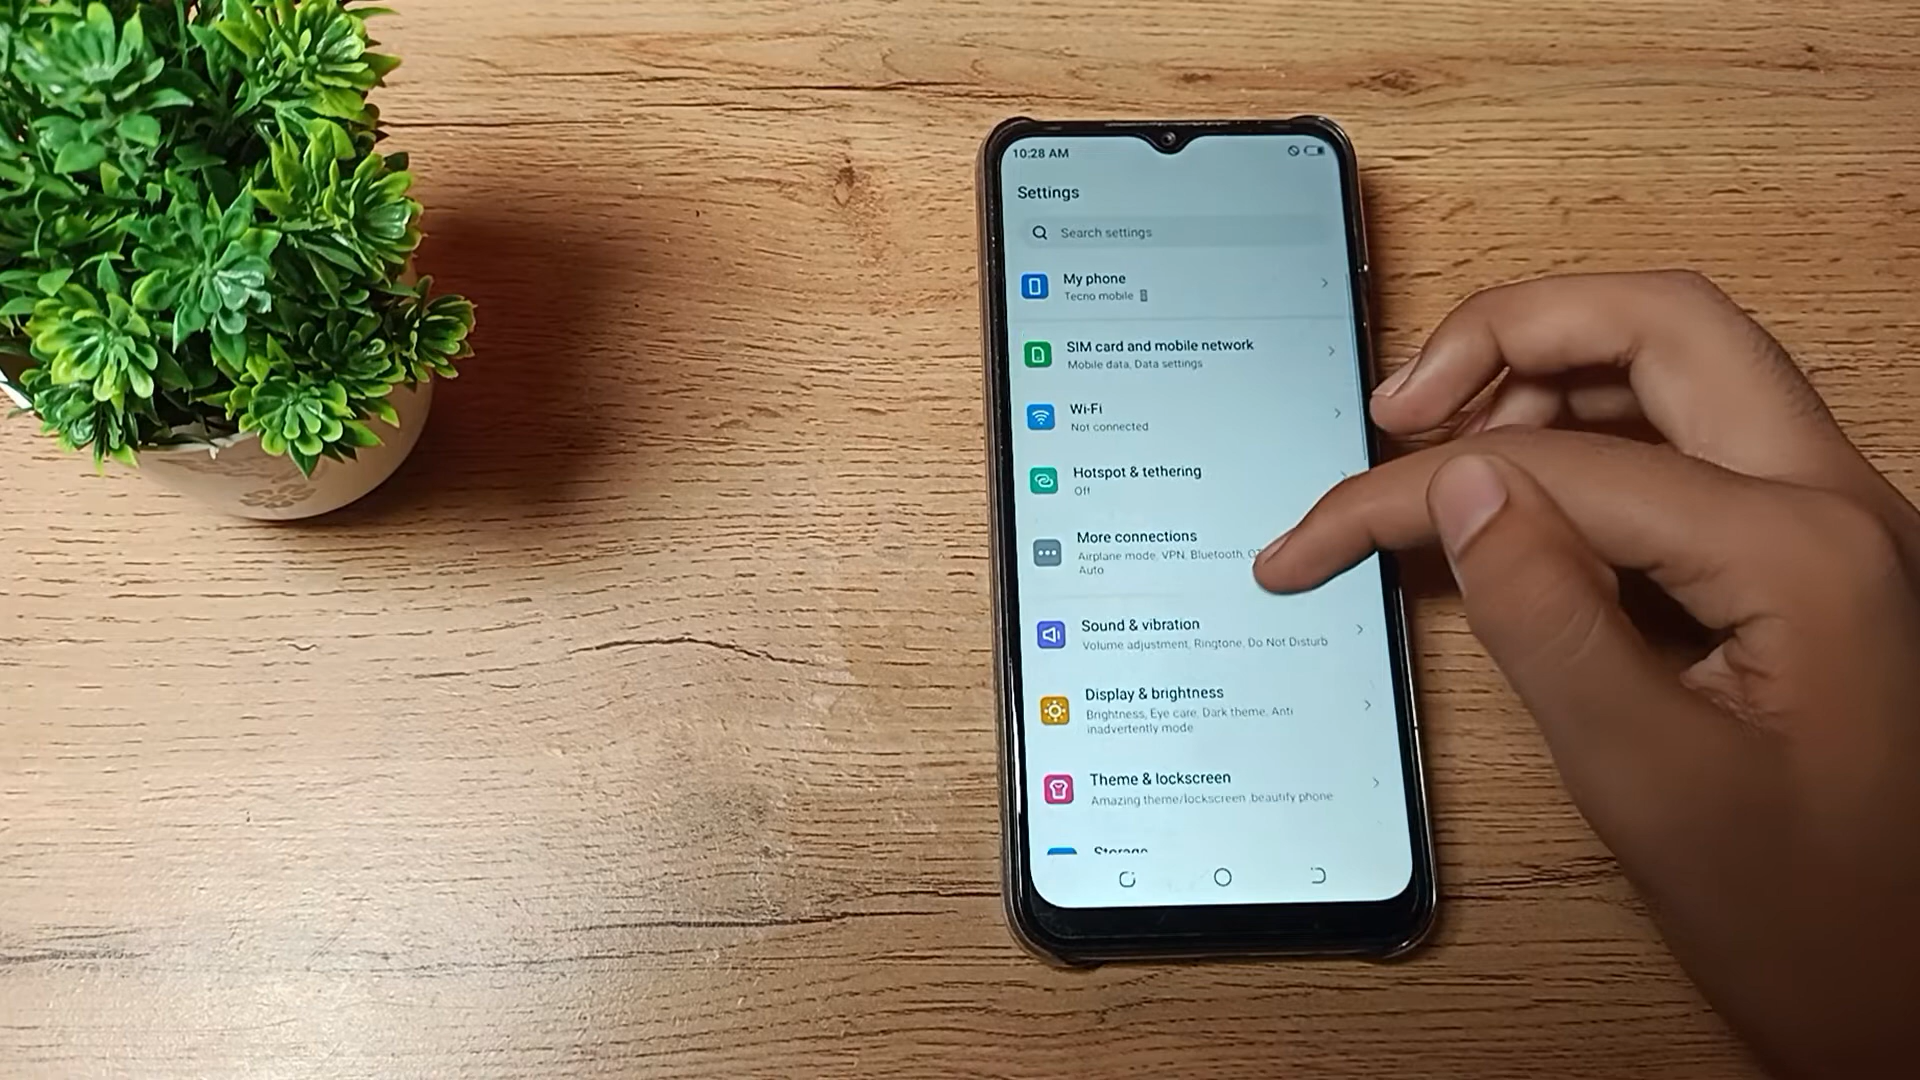 10:28 AM
Settings
Search settings
My phone
Tecno mobile
SIM card and mobile network
Mobile data, Data settings
Wi-Fi
Not connected
Hotspot & tethering
Off
More connections
Airplane mode, VPN, Bluetooth,
Auto
Sound & vibration
Volume adjustment, Ringtone, Do Not Disturb
Display & brightness
Brightness, Eye care, Dark theme, Anti
inadvertently mode
Theme & lockscreen
Amazing theme/lockscreen ,beautify phone
Storage